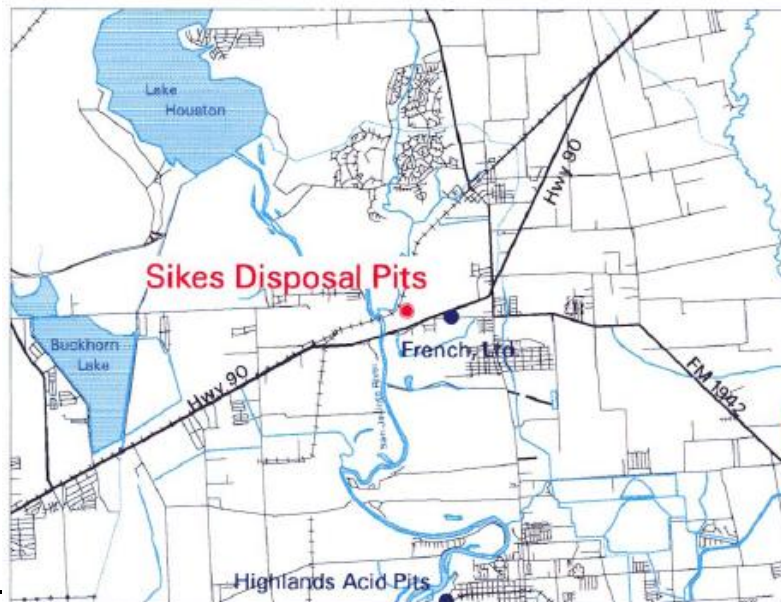 Lake
Houston
Hwy 90
Sikes Disposal Pits
Buckhorn
Lake
French, Ltd.
Hwy 90
San Jacinto River
FM 1942
Highlands Acid Pits